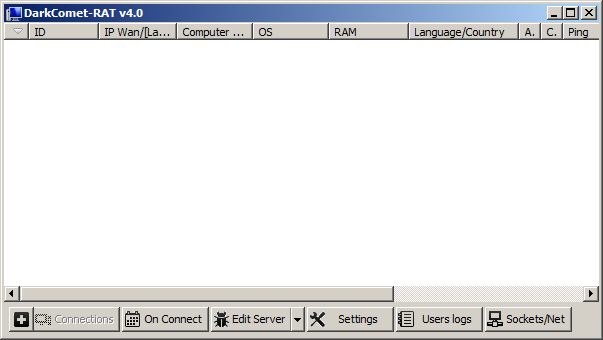 DarkComet-RAT v4.0
ID IP Wan/[La... Computer ... OS RAM Language/Country A. C. Ping
Connections On Connect Edit Server Settings Users logs Sockets/Net